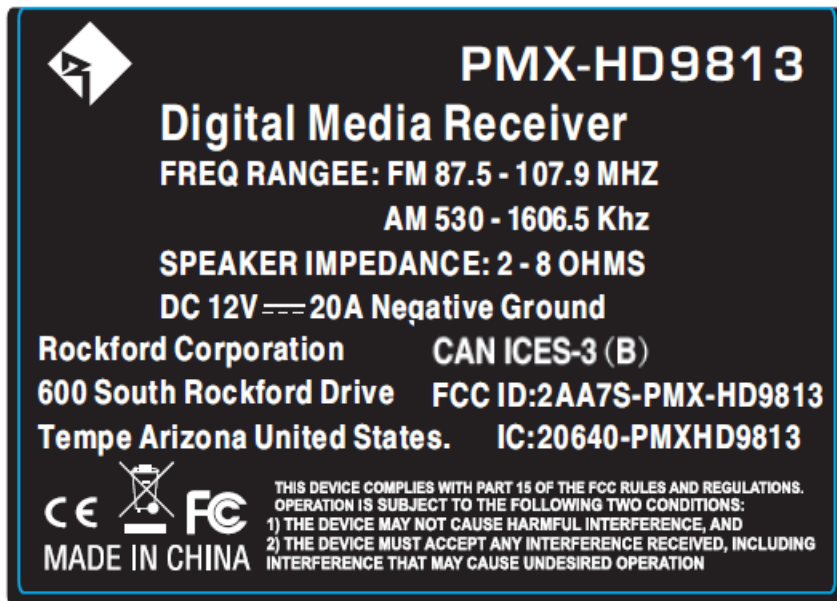 PMX-HD9813
Digital Media Receiver
FREQ RANGEE: FM 87.5 - 107.9 MHZ
AM 530 - 1606.5 Khz
SPEAKER IMPEDANCE: 2 - 8 OHMS
DC 12V ⎓ 20A Negative Ground
Rockford Corporation CAN ICES-3 (B)
600 South Rockford Drive FCC ID:2AA7S-PMX-HD9813
Tempe Arizona United States. IC:20640-PMXHD9813
CE FC
MADE IN CHINA
THIS DEVICE COMPLIES WITH PART 15 OF THE FCC RULES AND REGULATIONS.
OPERATION IS SUBJECT TO THE FOLLOWING TWO CONDITIONS:
1) THE DEVICE MAY NOT CAUSE HARMFUL INTERFERENCE, AND
2) THE DEVICE MUST ACCEPT ANY INTERFERENCE RECEIVED, INCLUDING
INTERFERENCE THAT MAY CAUSE UNDESIRED OPERATION